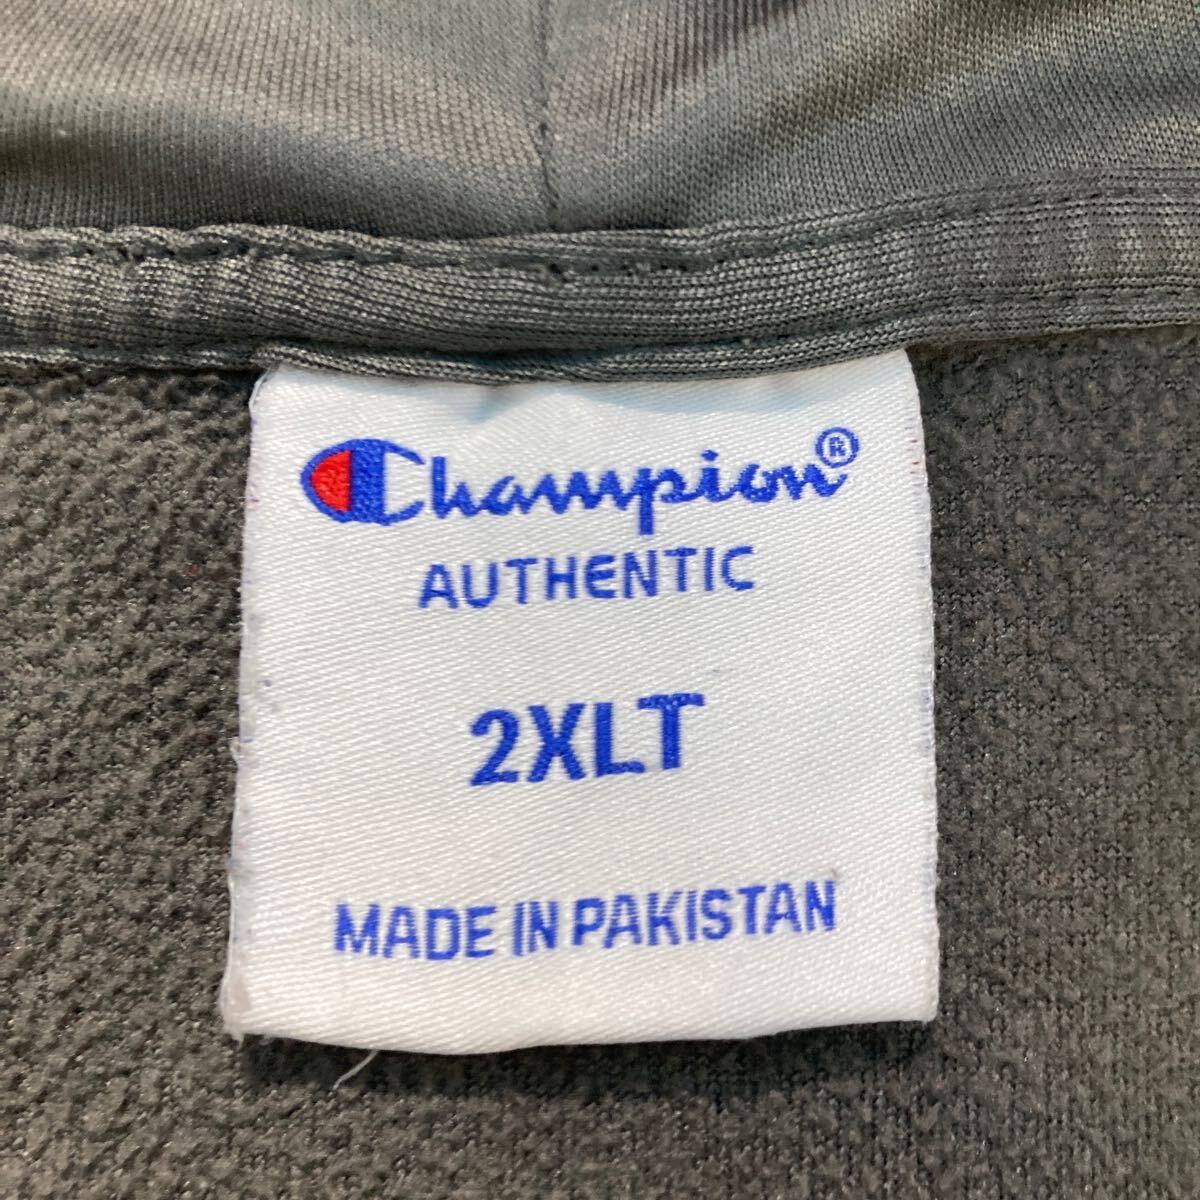 Champion®
AUTHENTIC
2XLT
MADE IN PAKISTAN